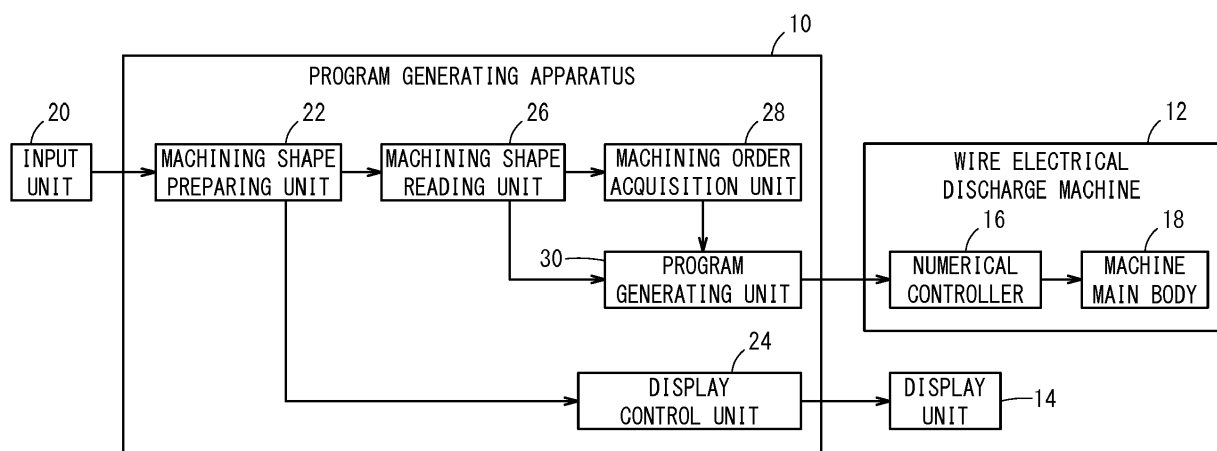 10
PROGRAM GENERATING APPARATUS
20
22
26
28
12
INPUT
UNIT
MACHINING SHAPE
PREPARING UNIT
MACHINING SHAPE
READING UNIT
MACHINING ORDER
ACQUISITION UNIT
WIRE ELECTRICAL
DISCHARGE MACHINE
16
18
30
PROGRAM
GENERATING UNIT
NUMERICAL
CONTROLLER
MACHINE
MAIN BODY
24
DISPLAY
CONTROL UNIT
DISPLAY
UNIT
14